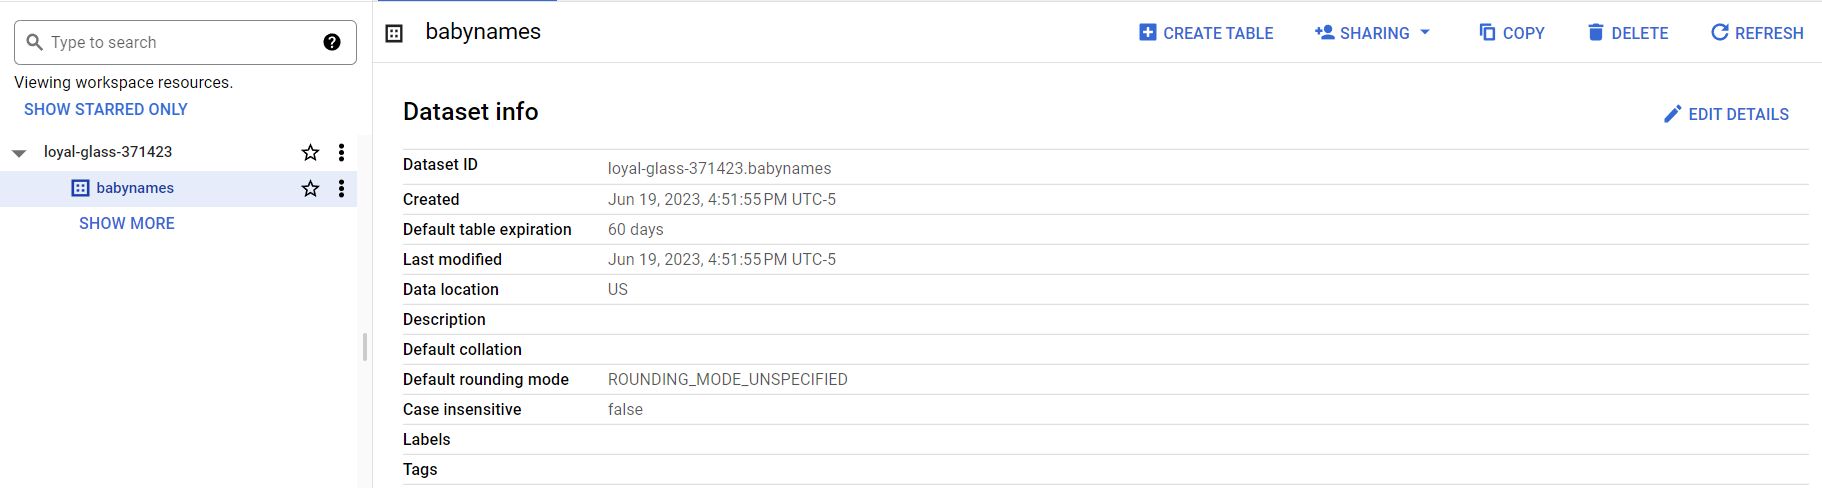 Type to search
Viewing workspace resources.
SHOW STARRED ONLY
loyal-glass-371423
babynames
SHOW MORE
babynames
CREATE TABLE
SHARING
COPY
DELETE
REFRESH
Dataset info
EDIT DETAILS
Dataset ID loyal-glass-371423.babynames
Created Jun 19, 2023, 4:51:55 PM UTC-5
Default table expiration 60 days
Last modified Jun 19, 2023, 4:51:55 PM UTC-5
Data location US
Description
Default collation
Default rounding mode ROUNDING_MODE_UNSPECIFIED
Case insensitive false
Labels
Tags